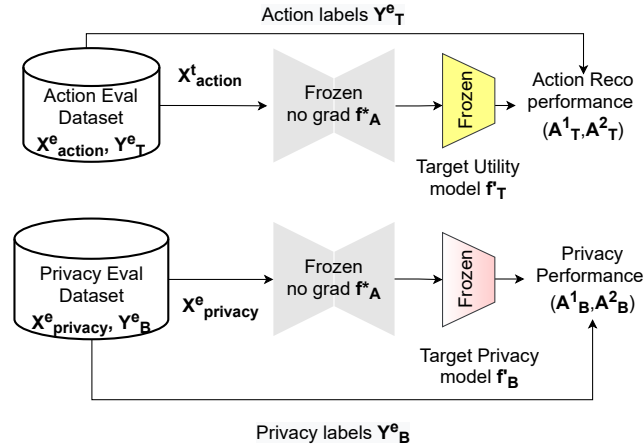 Action labels Y^e_T
Action Eval
Dataset
X^e_action, Y^e_T
X^t_action
Frozen
no grad f*_A
Frozen
Target Utility
model f'_T
Action Reco
performance
(A^1_T,A^2_T)
Privacy Eval
Dataset
X^e_privacy, Y^e_B
X^e_privacy
Frozen
no grad f*_A
Frozen
Target Privacy
model f'_B
Privacy
Performance
(A^1_B,A^2_B)
Privacy labels Y^e_B